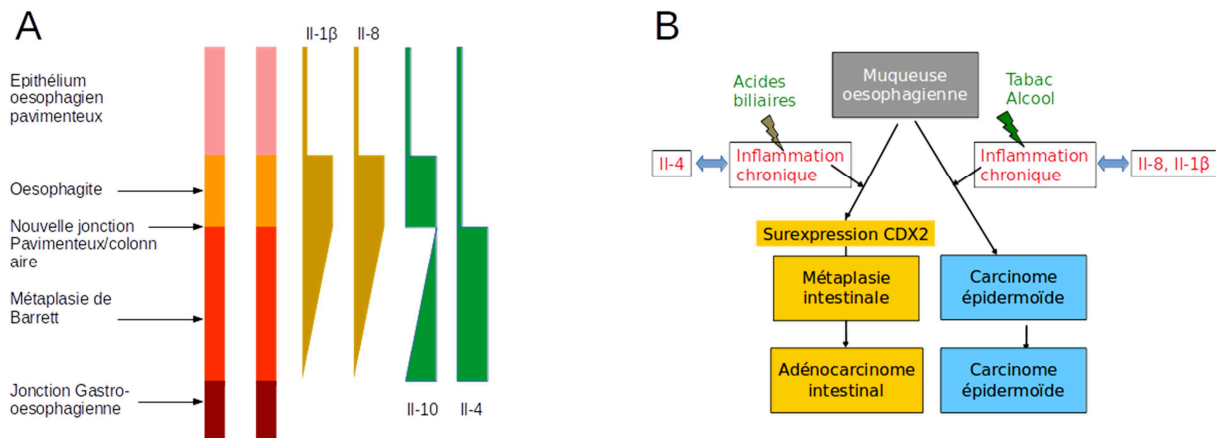 A
Il-1β
Il-8
Epithélium
oesophagien
pavimenteux
Oesophagite
Nouvelle jonction
Pavimenteux/colonn
aire
Métaplasie de
Barrett
Jonction Gastro-
oesophagienne
Il-10
Il-4
B
Muqueuse
oesophagienne
Acides
biliaires
Tabac
Alcool
Il-4
Inflammation
chronique
Inflammation
chronique
Il-8, Il-1β
Surexpression CDX2
Métaplasie
intestinale
Carcinome
épidermoïde
Adénocarcinome
intestinal
Carcinome
épidermoïde